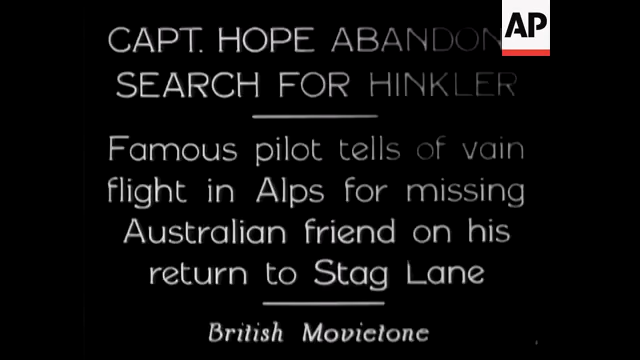 AP
CAPT. HOPE ABANDON
SEARCH FOR HINKLER
Famous pilot tells of vain
flight in Alps for missing
Australian friend on his
return to Stag Lane
British Movietone